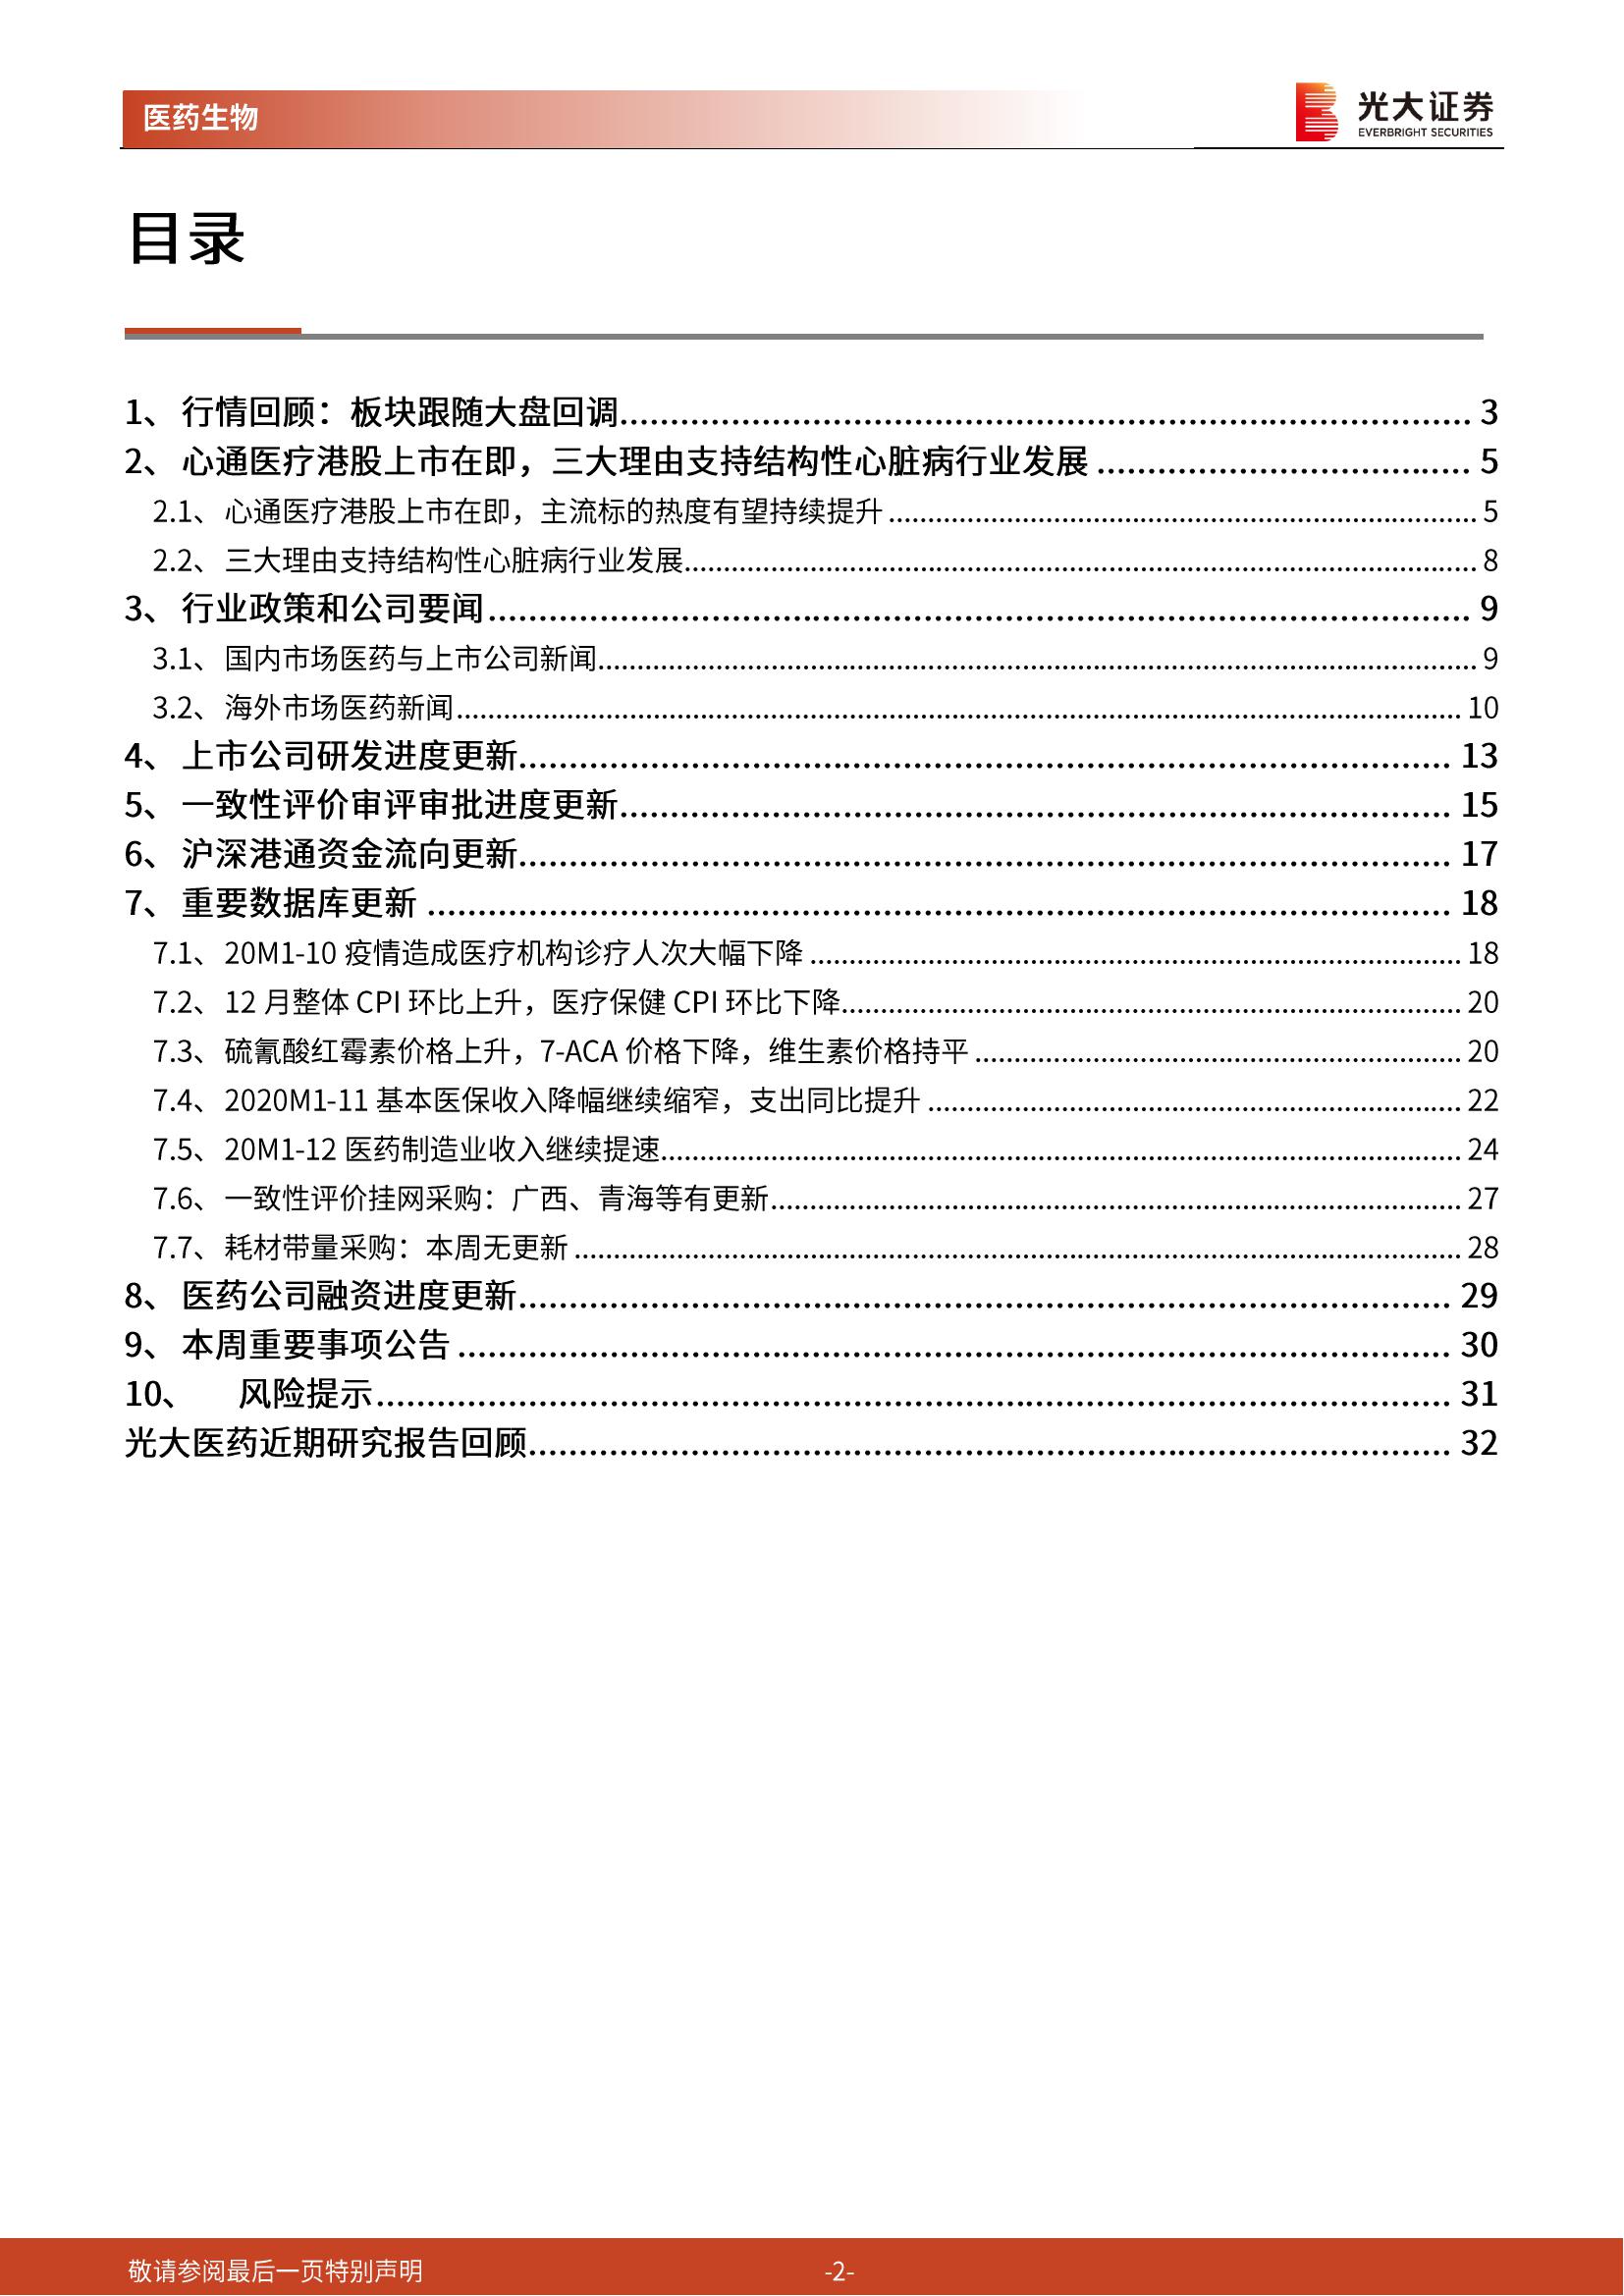 医药生物
光大证券
EVERBRIGHT SECURITIES
目录
1、 行情回顾：板块跟随大盘回调 3
2、 心通医疗港股上市在即，三大理由支持结构性心脏病行业发展 5
2.1、 心通医疗港股上市在即，主流标的热度有望持续提升 5
2.2、 三大理由支持结构性心脏病行业发展 8
3、 行业政策和公司要闻 9
3.1、 国内市场医药与上市公司新闻 9
3.2、 海外市场医药新闻 10
4、 上市公司研发进度更新 13
5、 一致性评价审评审批进度更新 15
6、 沪深港通资金流向更新 17
7、 重要数据库更新 18
7.1、 20M1-10 疫情造成医疗机构诊疗人次大幅下降 18
7.2、 12 月整体 CPI 环比上升，医疗保健 CPI 环比下降 20
7.3、 硫氰酸红霉素价格上升，7-ACA 价格下降，维生素价格持平 20
7.4、 2020M1-11 基本医保收入降幅继续缩窄，支出同比提升 22
7.5、 20M1-12 医药制造业收入继续提速 24
7.6、 一致性评价挂网采购：广西、青海等有更新 27
7.7、 耗材带量采购：本周无更新 28
8、 医药公司融资进度更新 29
9、 本周重要事项公告 30
10、 风险提示 31
光大医药近期研究报告回顾 32
敬请参阅最后一页特别声明 -2-